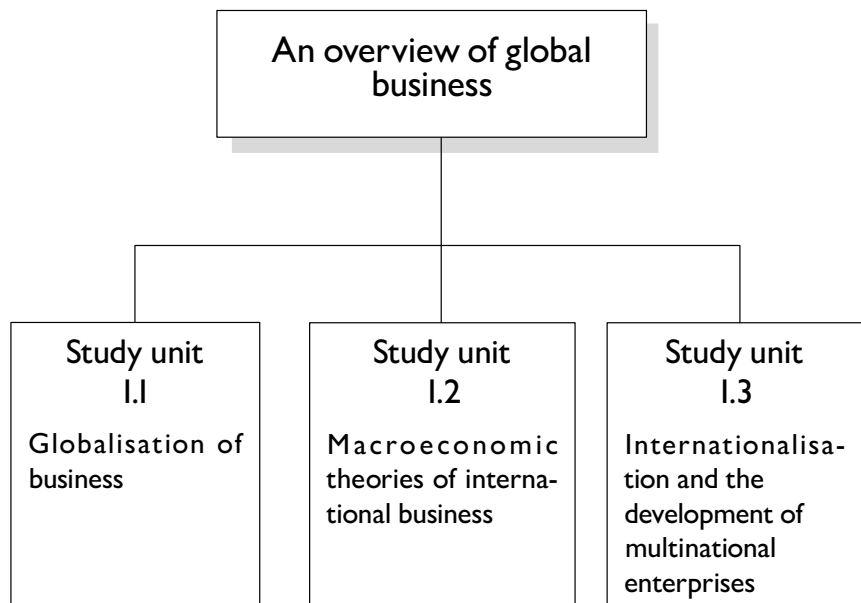 An overview of global
business
Study unit
1.1
Globalisation of
business
Study unit
1.2
Macroeconomic
theories of interna-
tional business
Study unit
1.3
Internationalisa-
tion and the
development of
multinational
enterprises